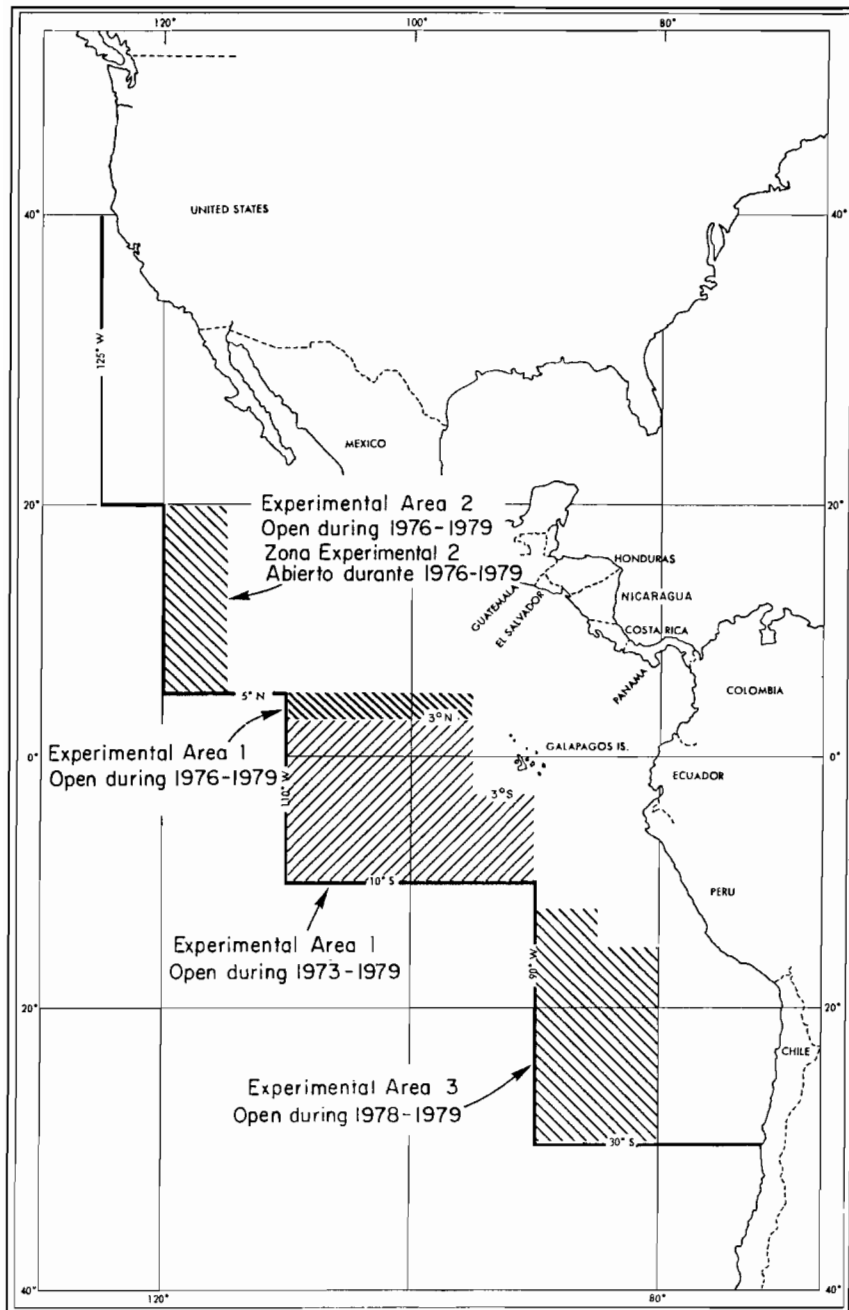 120°
100°
80°
UNITED STATES
40°
40°
125° W
MEXICO
20°
20°
Experimental Area 2
Open during 1976-1979
Zona Experimental 2
Abierto durante 1976-1979
HONDURAS
GUATEMALA
EL SALVADOR
NICARAGUA
COSTA RICA
PANAMA
COLOMBIA
5° N
3° N
Experimental Area 1
Open during 1976-1979
110° W
GALAPAGOS IS.
0°
0°
ECUADOR
3° S
10° S
PERU
Experimental Area 1
Open during 1973-1979
90° W
20°
20°
CHILE
Experimental Area 3
Open during 1978-1979
30° S
40°
120°
80°
40°